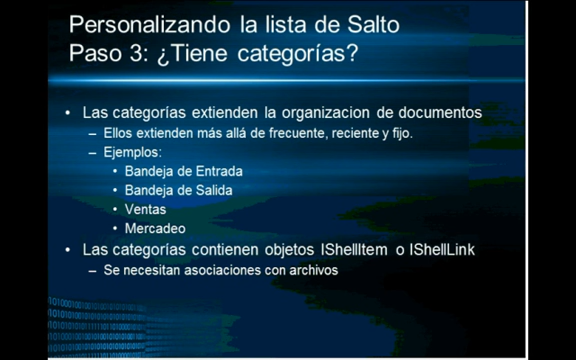 Personalizando la lista de Salto
Paso 3: ¿Tiene categorías?
• Las categorías extienden la organizacion de documentos
– Ellos extienden más allá de frecuente, reciente y fijo.
– Ejemplos:
• Bandeja de Entrada
• Bandeja de Salida
• Ventas
• Mercadeo
• Las categorías contienen objetos IShellItem o IShellLink
– Se necesitan asociaciones con archivos